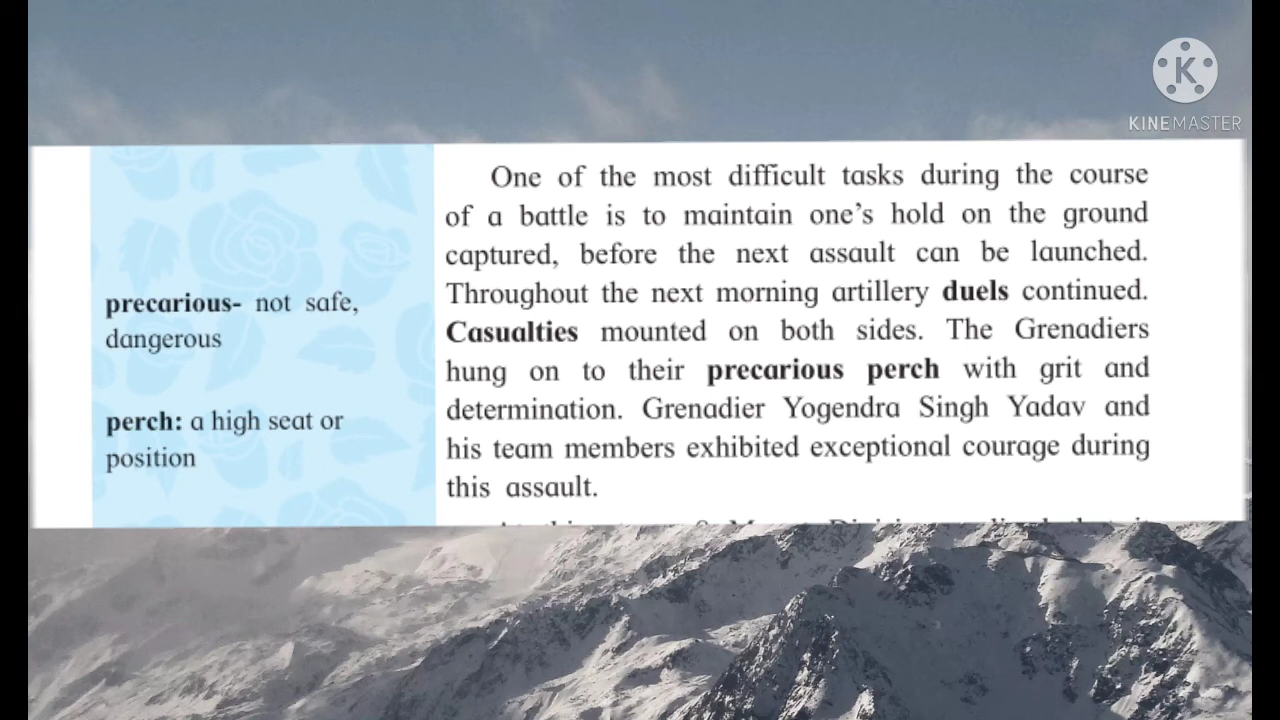 KINEMASTER
One of the most difficult tasks during the course
of a battle is to maintain one's hold on the ground
captured, before the next assault can be launched.
Throughout the next morning artillery duels continued.
Casualties mounted on both sides. The Grenadiers
hung on to their precarious perch with grit and
determination. Grenadier Yogendra Singh Yadav and
his team members exhibited exceptional courage during
this assault.
precarious- not safe,
dangerous
perch: a high seat or
position